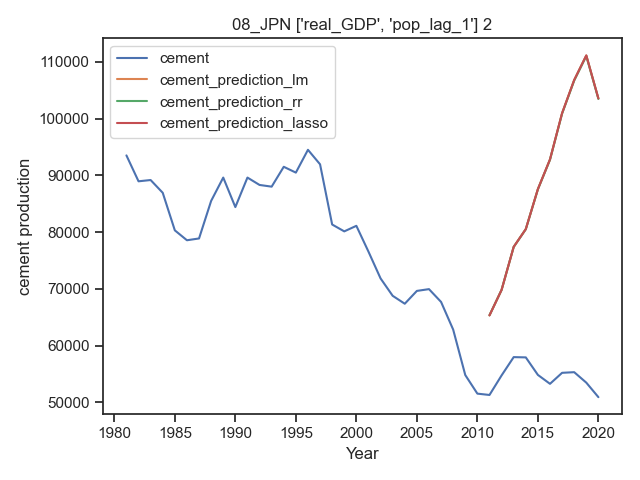 08_JPN ['real_GDP', 'pop_lag_1'] 2
cement
cement_prediction_lm
cement_prediction_rr
cement_prediction_lasso
cement production
110000
100000
90000
80000
70000
60000
50000
1980 1985 1990 1995 2000 2005 2010 2015 2020
Year